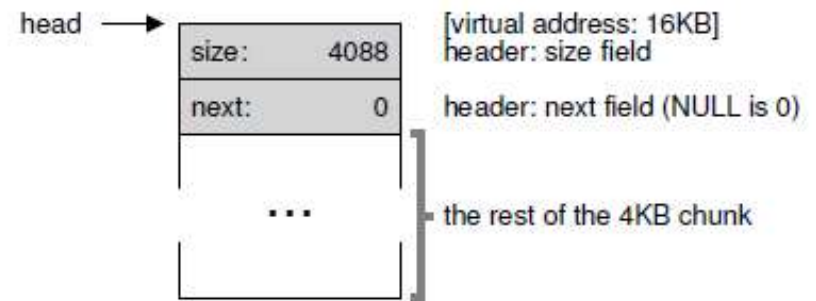 head
[virtual address: 16KB]
size: 4088
header: size field
next: 0
header: next field (NULL is 0)
...
the rest of the 4KB chunk